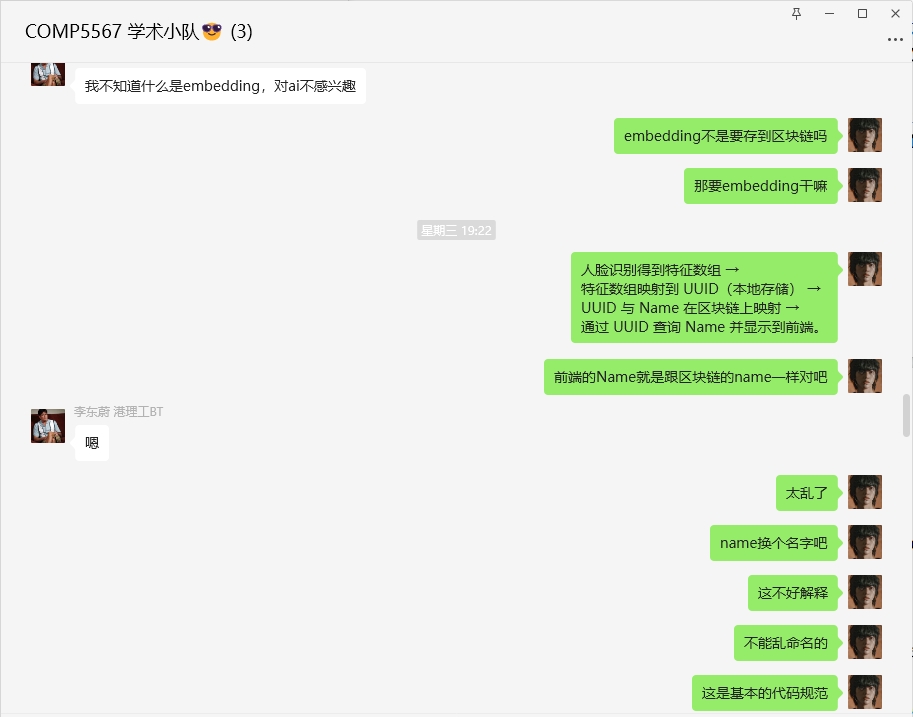 COMP5567 学术小队😎 (3)
我不知道什么是embedding，对ai不感兴趣
embedding不是要存到区块链吗
那要embedding干嘛
星期三 19:22
人脸识别得到特征数组 →
特征数组映射到 UUID（本地存储） →
UUID 与 Name 在区块链上映射 →
通过 UUID 查询 Name 并显示到前端。
前端的Name就是跟区块链的name一样对吧
李东蔚 港理工BT
嗯
太乱了
name换个名字吧
这不好解释
不能乱命名的
这是基本的代码规范